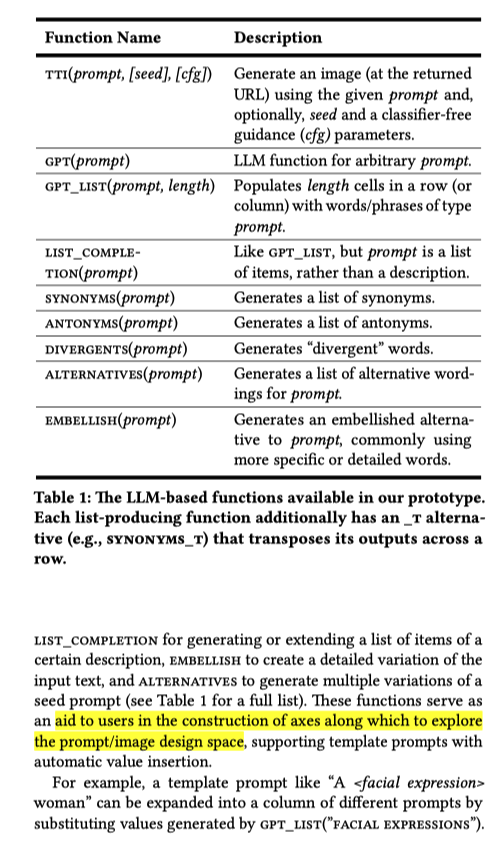 Function Name Description
TTI(prompt, [seed], [cfg]) Generate an image (at the returned
URL) using the given prompt and,
optionally, seed and a classifier-free
guidance (cfg) parameters.
GPT(prompt) LLM function for arbitrary prompt.
GPT_LIST(prompt, length) Populates length cells in a row (or
column) with words/phrases of type
prompt.
LIST_COMPLE- Like GPT_LIST, but prompt is a list
TION(prompt) of items, rather than a description.
SYNONYMS(prompt) Generates a list of synonyms.
ANTONYMS(prompt) Generates a list of antonyms.
DIVERGENTS(prompt) Generates “divergent” words.
ALTERNATIVES(prompt) Generates a list of alternative word-
ings for prompt.
EMBELLISH(prompt) Generates an embellished alterna-
tive to prompt, commonly using
more specific or detailed words.
Table 1: The LLM-based functions available in our prototype.
Each list-producing function additionally has an _T alterna-
tive (e.g., SYNONYMS_T) that transposes its outputs across a
row.
LIST_COMPLETION for generating or extending a list of items of a
certain description, EMBELLISH to create a detailed variation of the
input text, and ALTERNATIVES to generate multiple variations of a
seed prompt (see Table 1 for a full list). These functions serve as
an aid to users in the construction of axes along which to explore
the prompt/image design space, supporting template prompts with
automatic value insertion.
For example, a template prompt like “A <facial expression>
woman” can be expanded into a column of different prompts by
substituting values generated by GPT_LIST("FACIAL EXPRESSIONS").